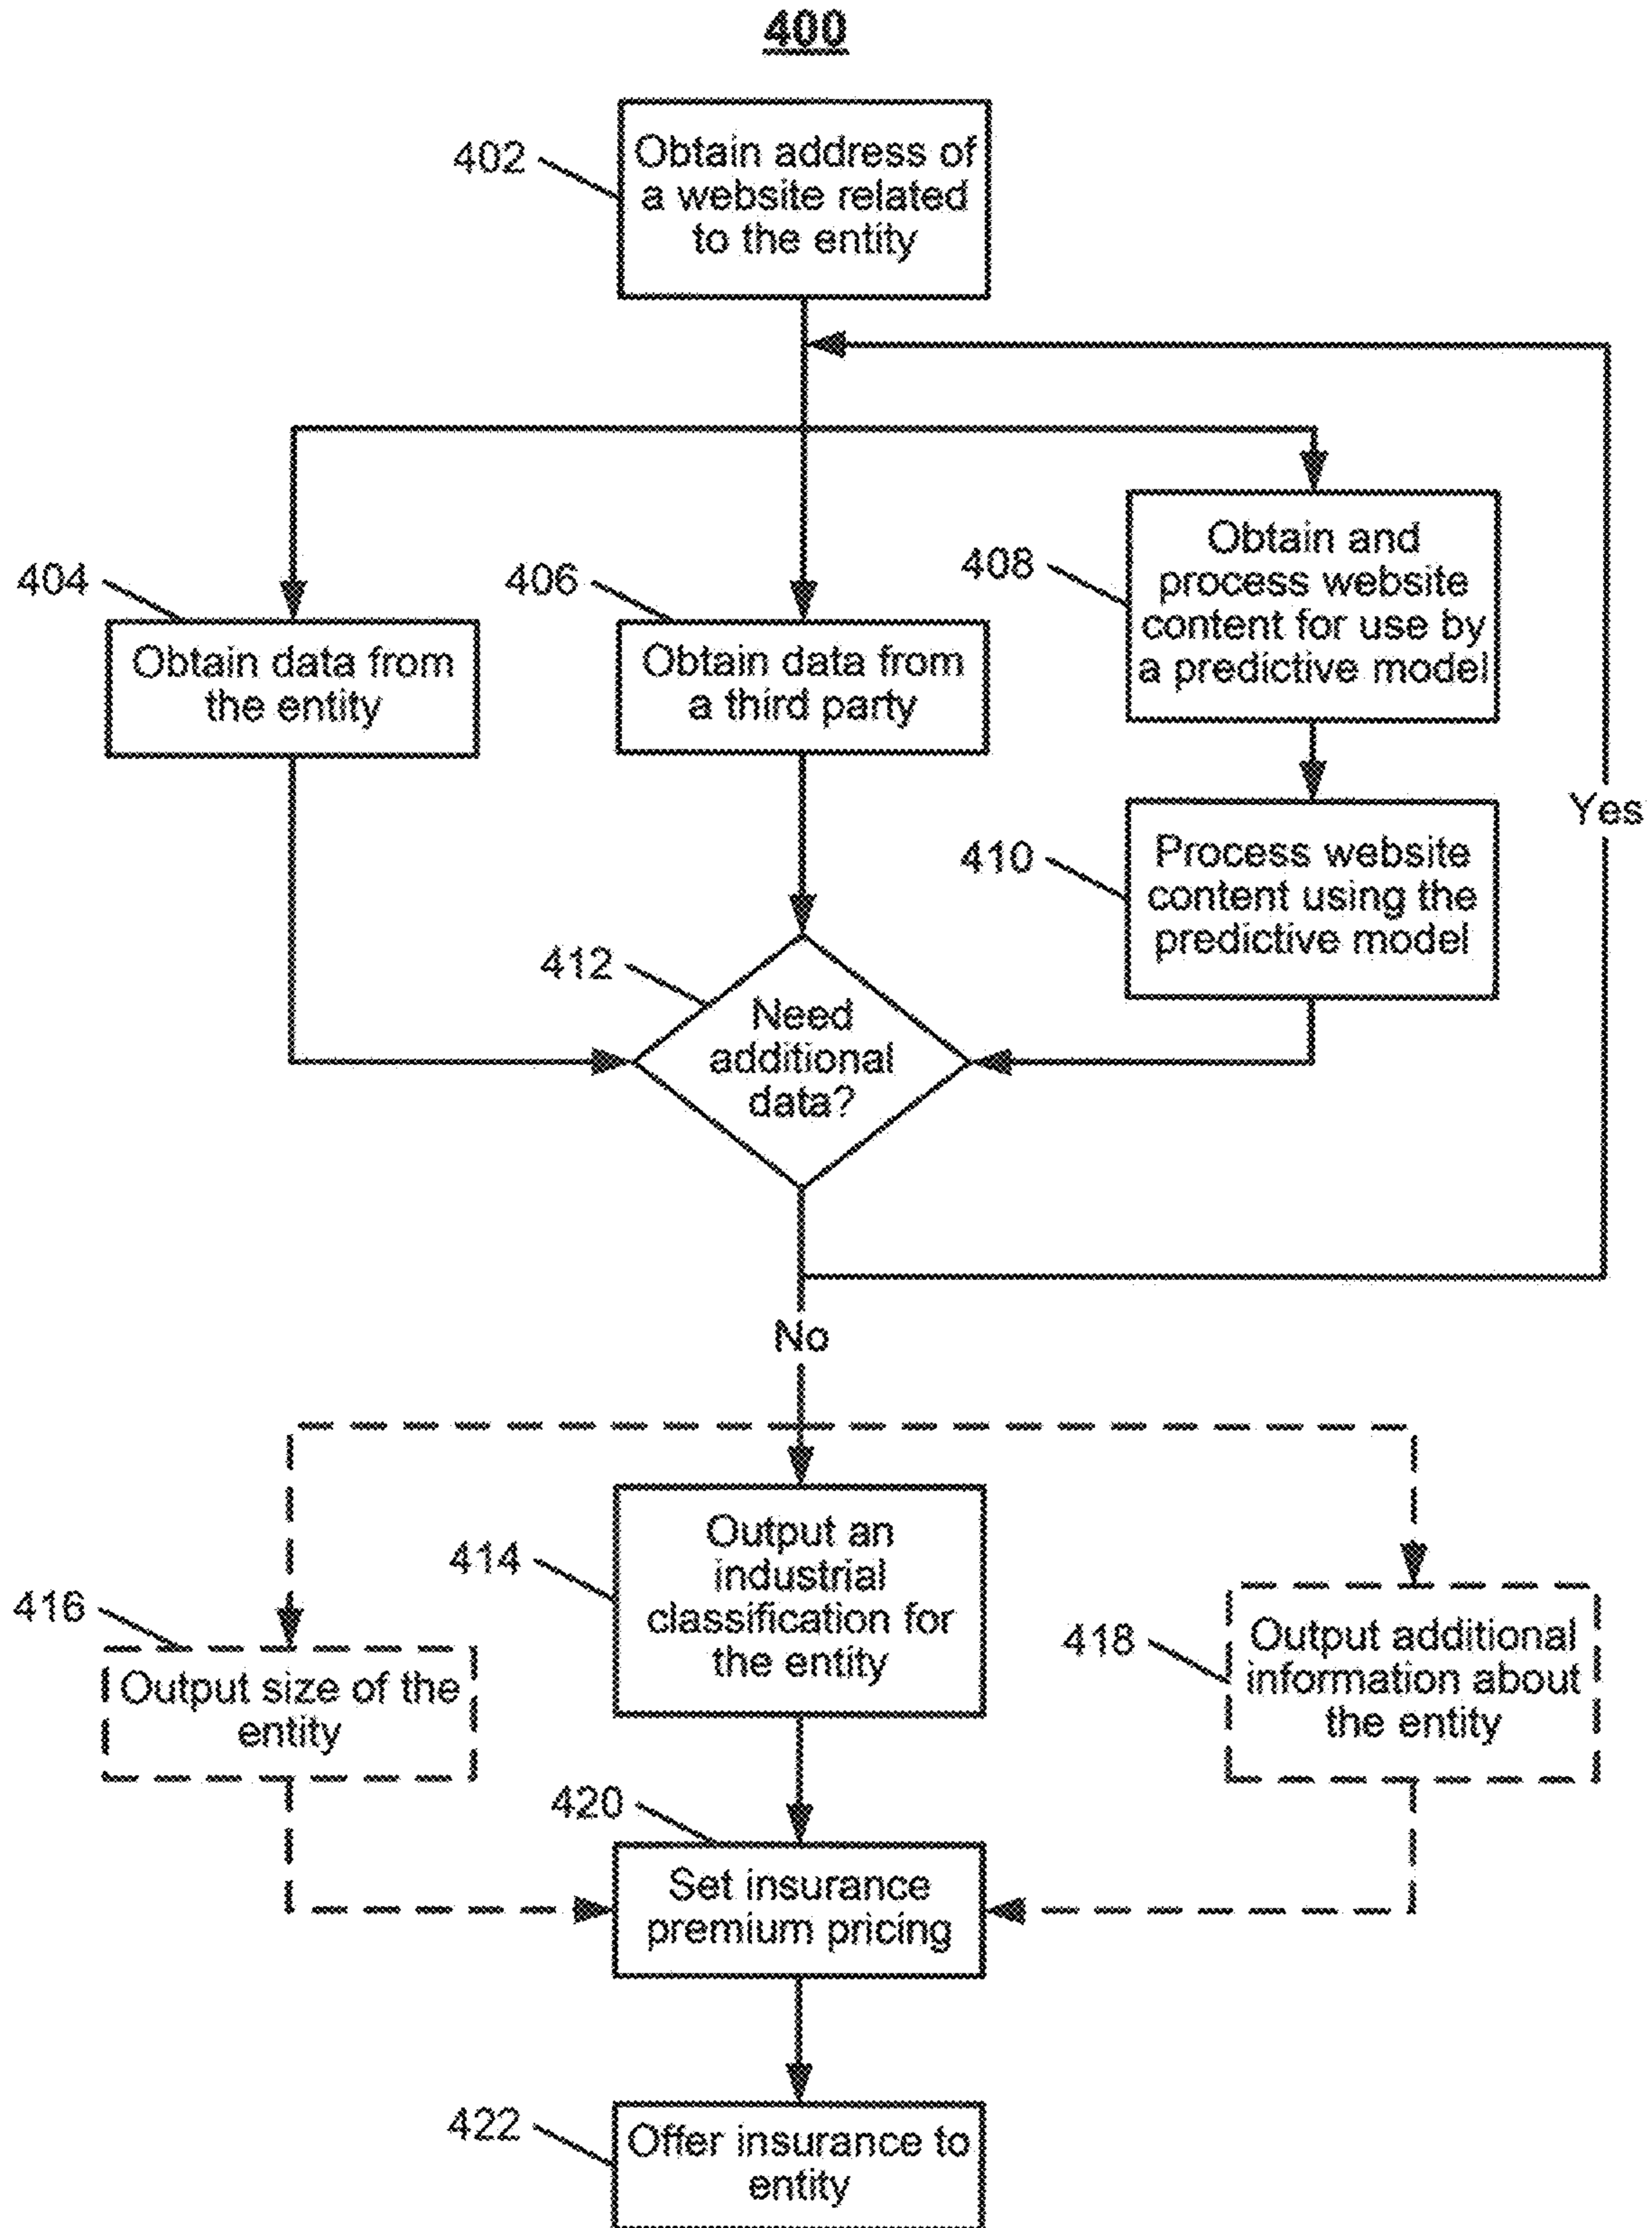 400
402
Obtain address of
a website related
to the entity
404
Obtain data from
the entity
406
Obtain data from
a third party
408
Obtain and
process website
content for use by
a predictive model
Yes
410
Process website
content using the
predictive model
412
Need
additional
data?
No
414
Output an
industrial
classification for
the entity
416
Output size of the
entity
418
Output additional
information about
the entity
420
Set insurance
premium pricing
422
Offer insurance to
entity